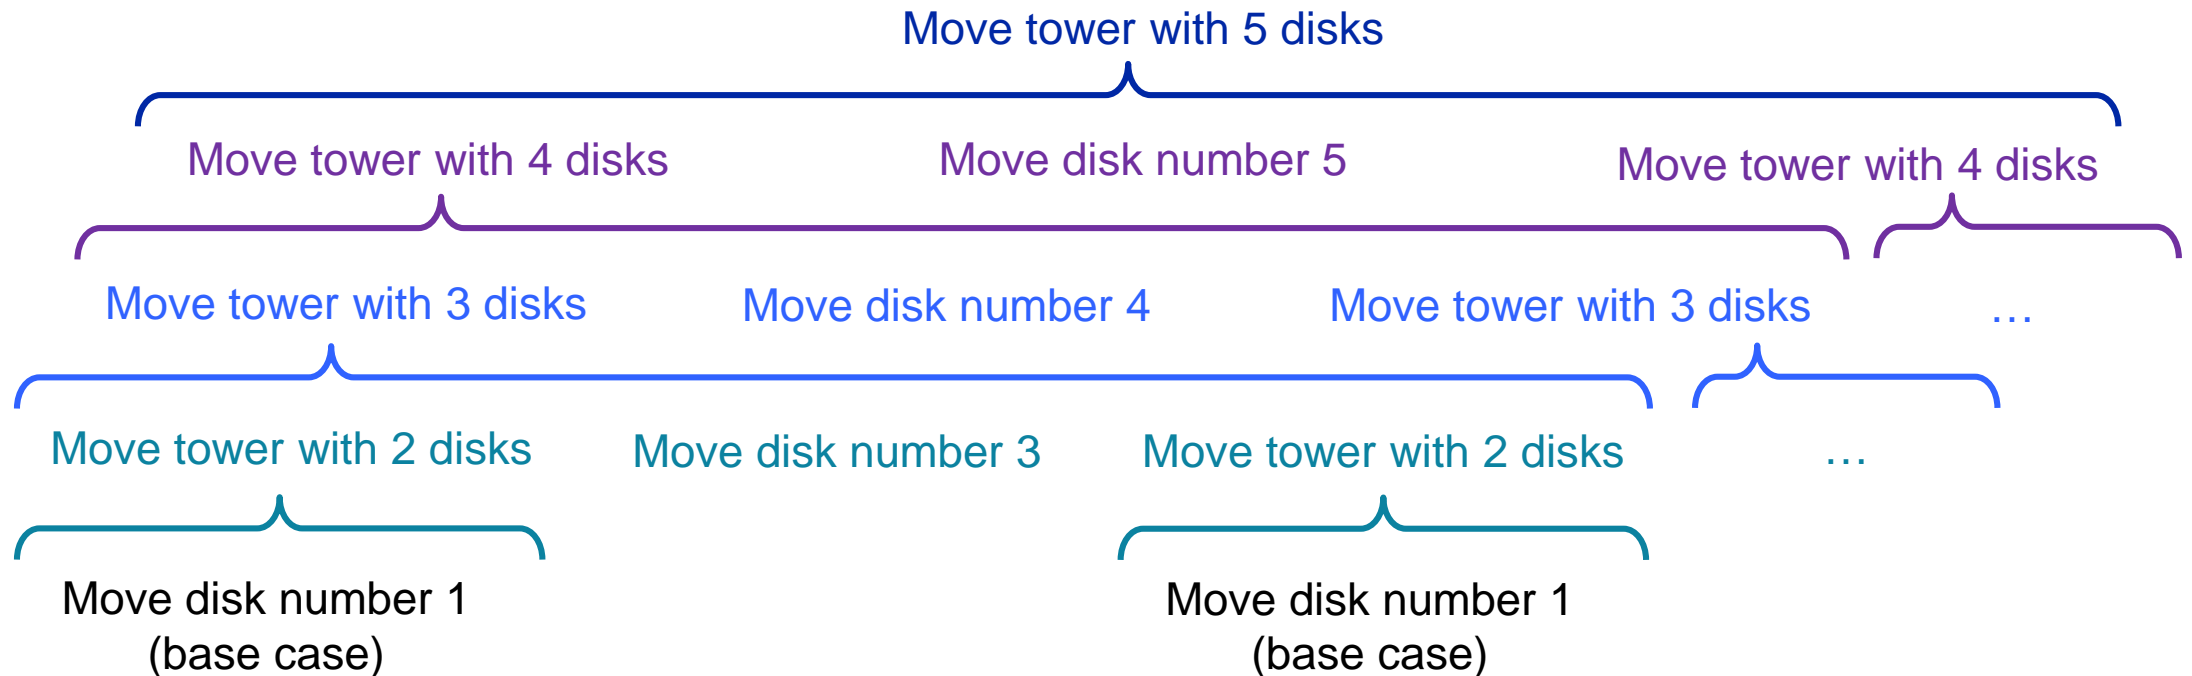 Move tower with 5 disks
Move tower with 4 disks
Move disk number 5
Move tower with 4 disks
Move tower with 3 disks
Move disk number 4
Move tower with 3 disks
…
Move tower with 2 disks
Move disk number 3
Move tower with 2 disks
…
Move disk number 1
(base case)
Move disk number 1
(base case)